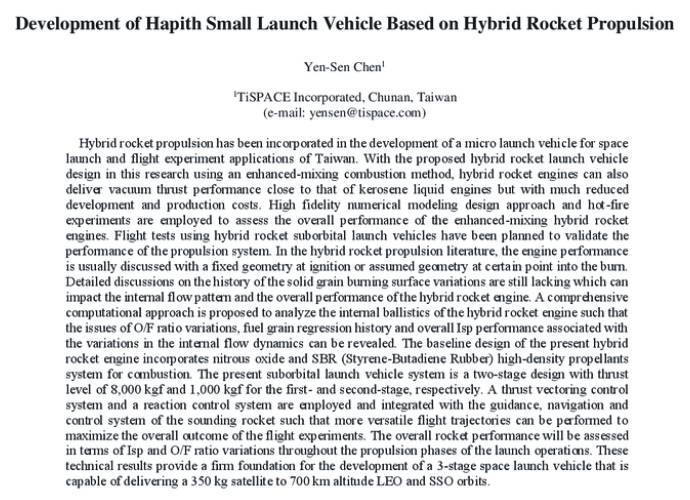 Development of Hapith Small Launch Vehicle Based on Hybrid Rocket Propulsion
Yen-Sen Chen¹
¹TiSPACE Incorporated, Chunan, Taiwan
(e-mail: yensen@tispace.com)
Hybrid rocket propulsion has been incorporated in the development of a micro launch vehicle for space
launch and flight experiment applications of Taiwan. With the proposed hybrid rocket launch vehicle
design in this research using an enhanced-mixing combustion method, hybrid rocket engines can also
deliver vacuum thrust performance close to that of kerosene liquid engines but with much reduced
development and production costs. High fidelity numerical modeling design approach and hot-fire
experiments are employed to assess the overall performance of the enhanced-mixing hybrid rocket
engines. Flight tests using hybrid rocket suborbital launch vehicles have been planned to validate the
performance of the propulsion system. In the hybrid rocket propulsion literature, the engine performance
is usually discussed with a fixed geometry at ignition or assumed geometry at certain point into the burn.
Detailed discussions on the history of the solid grain burning surface variations are still lacking which can
impact the internal flow pattern and the overall performance of the hybrid rocket engine. A comprehensive
computational approach is proposed to analyze the internal ballistics of the hybrid rocket engine such that
the issues of O/F ratio variations, fuel grain regression history and overall Isp performance associated with
the variations in the internal flow dynamics can be revealed. The baseline design of the present hybrid
rocket engine incorporates nitrous oxide and SBR (Styrene-Butadiene Rubber) high-density propellants
system for combustion. The present suborbital launch vehicle system is a two-stage design with thrust
level of 8,000 kgf and 1,000 kgf for the first- and second-stage, respectively. A thrust vectoring control
system and a reaction control system are employed and integrated with the guidance, navigation and
control system of the sounding rocket such that more versatile flight trajectories can be performed to
maximize the overall outcome of the flight experiments. The overall rocket performance will be assessed
in terms of Isp and O/F ratio variations throughout the propulsion phases of the launch operations. These
technical results provide a firm foundation for the development of a 3-stage space launch vehicle that is
capable of delivering a 350 kg satellite to 700 km altitude LEO and SSO orbits.